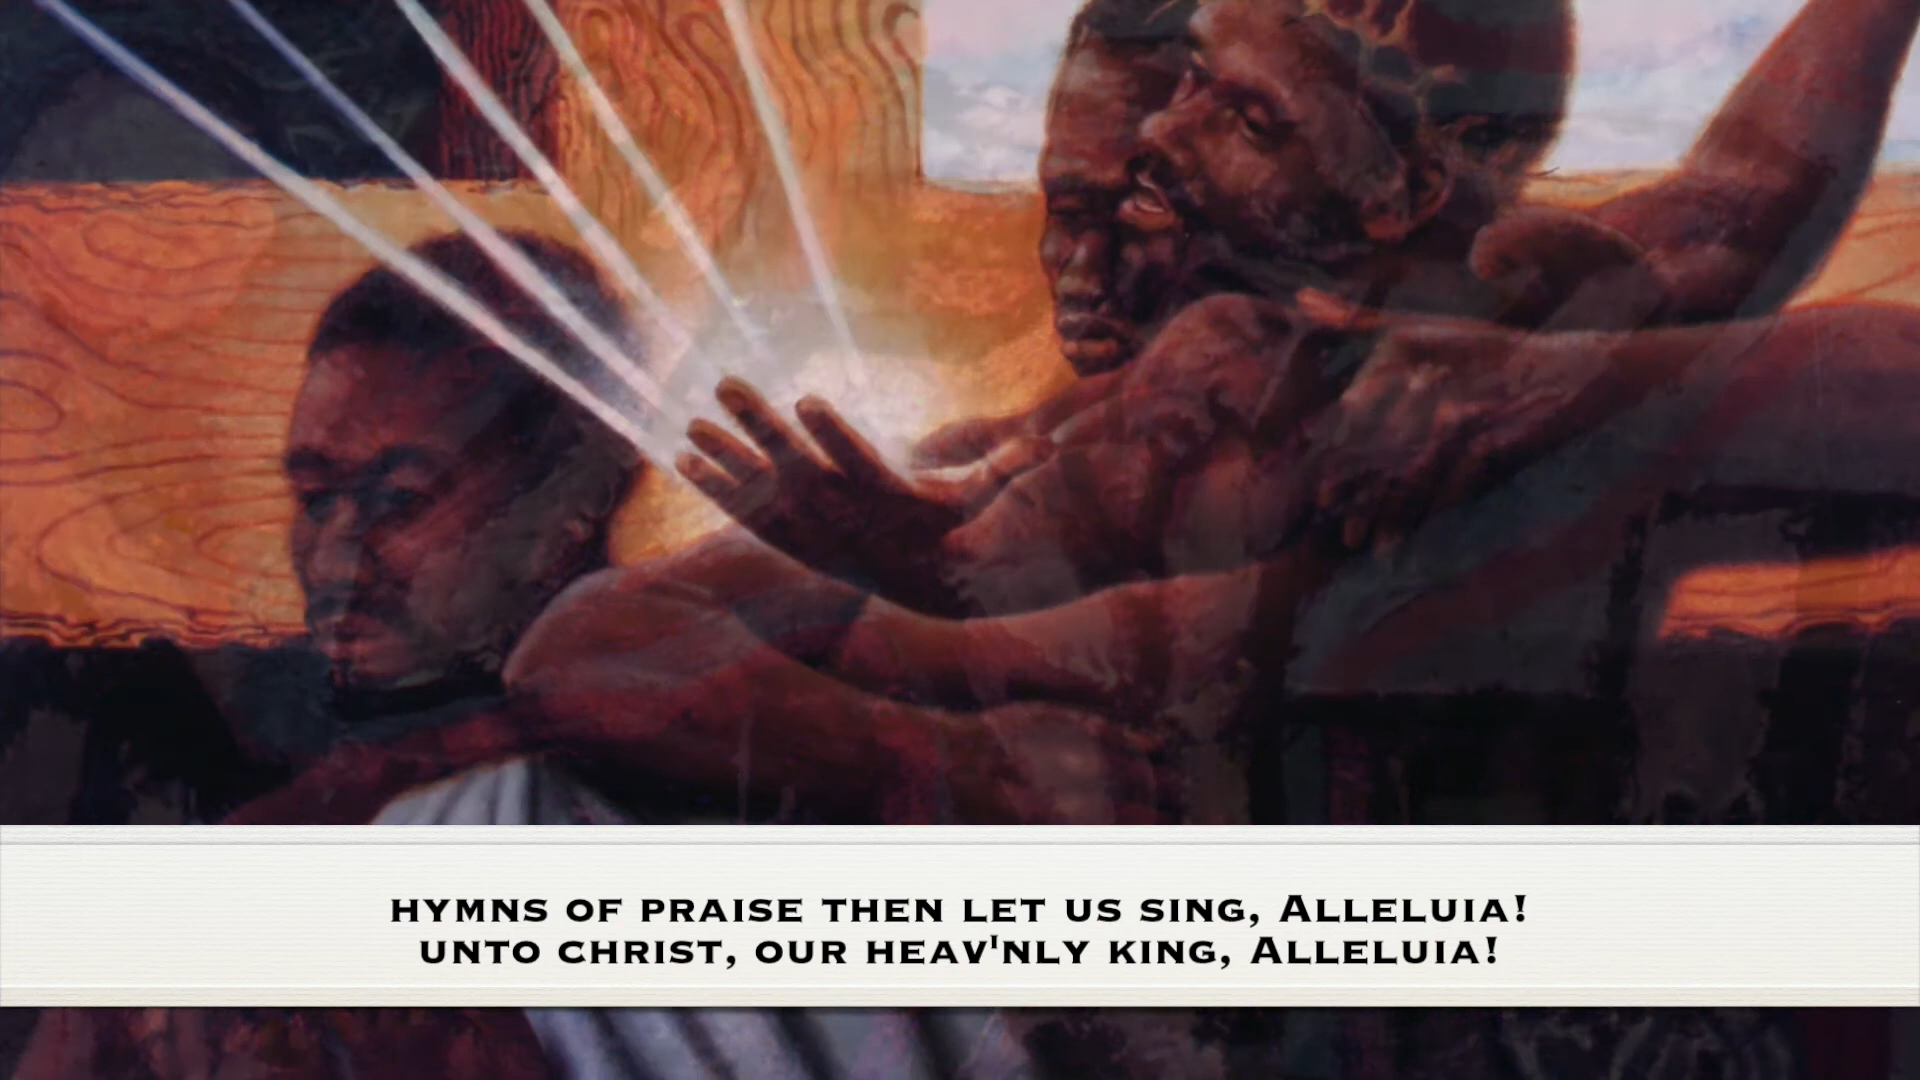 HYMNS OF PRAISE THEN LET US SING, ALLELUIA!
UNTO CHRIST, OUR HEAV'NLY KING, ALLELUIA!